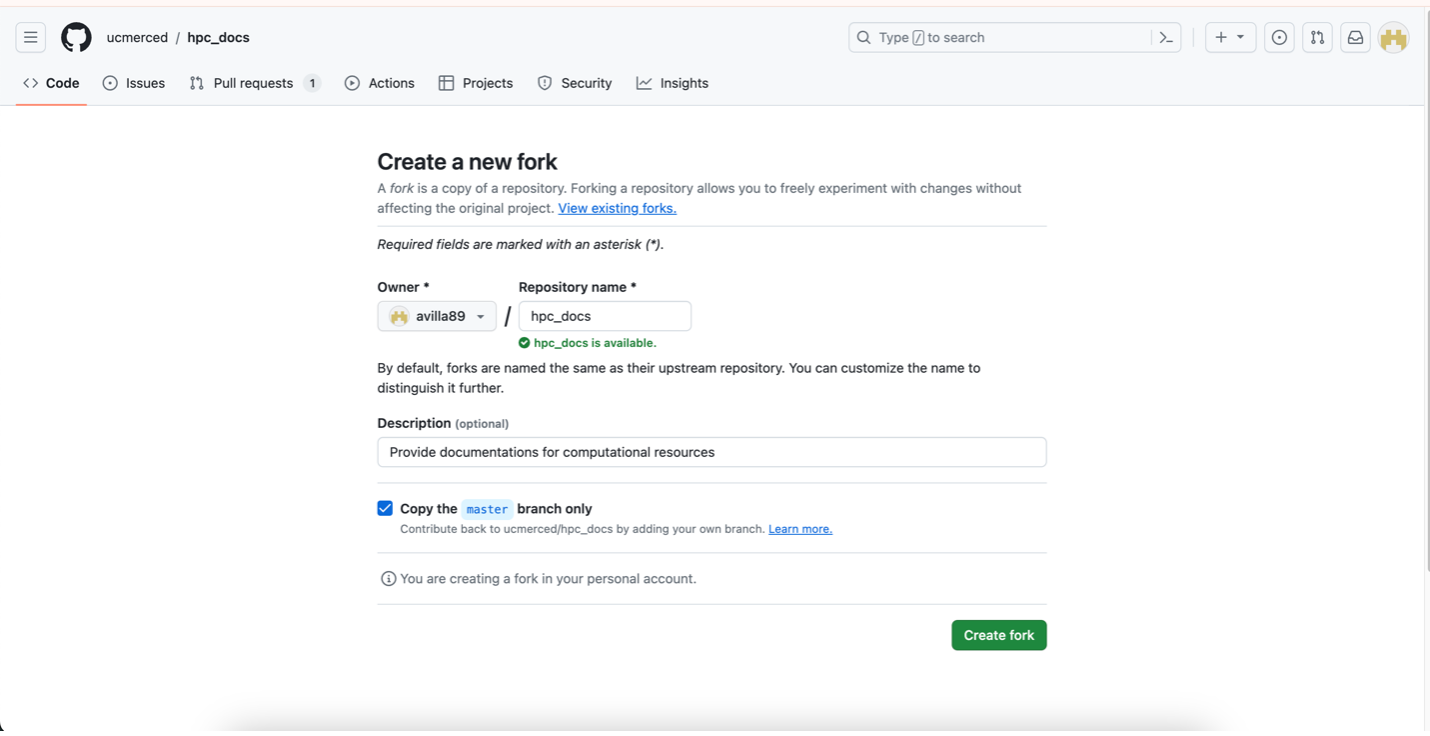 ucmerced / hpc_docs
Type / to search
Code Issues Pull requests 1 Actions Projects Security Insights
Create a new fork
A fork is a copy of a repository. Forking a repository allows you to freely experiment with changes without
affecting the original project. View existing forks.
Required fields are marked with an asterisk (*).
Owner * Repository name *
avilla89 / hpc_docs
hpc_docs is available.
By default, forks are named the same as their upstream repository. You can customize the name to
distinguish it further.
Description (optional)
Provide documentations for computational resources
Copy the master branch only
Contribute back to ucmerced/hpc_docs by adding your own branch. Learn more.
You are creating a fork in your personal account.
Create fork